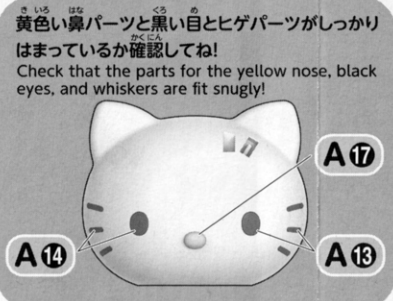 黄色い鼻パーツと黒い目とヒゲパーツがしっかり
はまっているか確認してね!
Check that the parts for the yellow nose, black
eyes, and whiskers are fit snugly!
A⑰
A⑭
A⑬